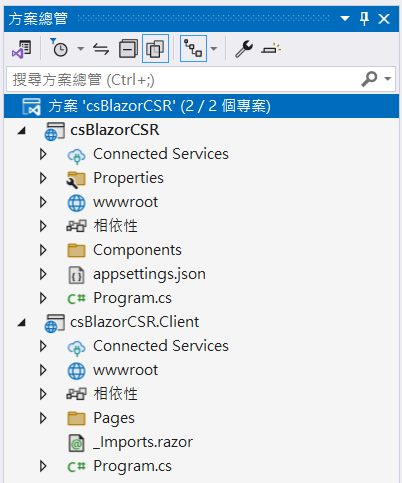 方案總管
搜尋方案總管 (Ctrl+;)
方案 'csBlazorCSR' (2 / 2 個專案)
csBlazorCSR
Connected Services
Properties
wwwroot
相依性
Components
appsettings.json
C# Program.cs
csBlazorCSR.Client
Connected Services
wwwroot
相依性
Pages
_Imports.razor
C# Program.cs